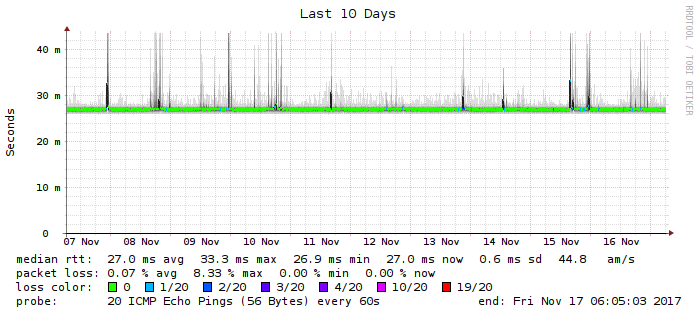 Last 10 Days
RRDTOOL / TOBI OETIKER
Seconds
40 m
30 m
20 m
10 m
0
07 Nov 08 Nov 09 Nov 10 Nov 11 Nov 12 Nov 13 Nov 14 Nov 15 Nov 16 Nov
median rtt: 27.0 ms avg 33.3 ms max 26.9 ms min 27.0 ms now 0.6 ms sd 44.8 am/s
packet loss: 0.07 % avg 8.33 % max 0.00 % min 0.00 % now
loss color: 0 1/20 2/20 3/20 4/20 10/20 19/20
probe: 20 ICMP Echo Pings (56 Bytes) every 60s end: Fri Nov 17 06:05:03 2017